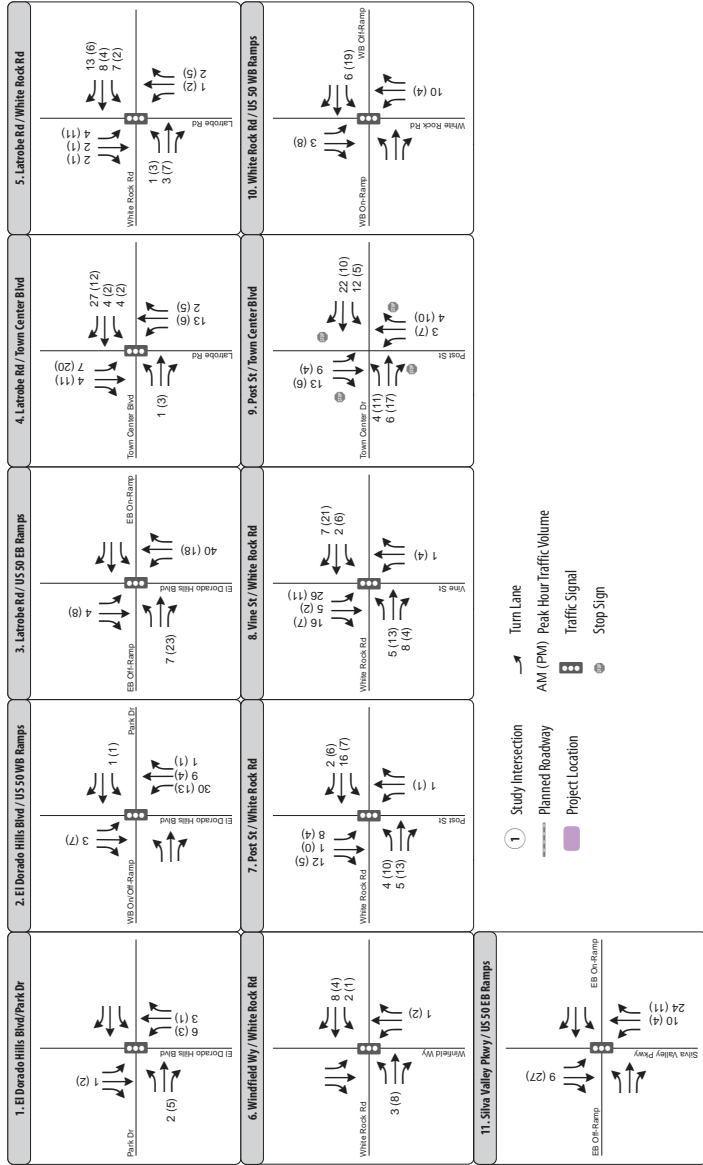 1. El Dorado Hills Blvd/Park Dr
1 (2)
Park Dr
El Dorado Hills Blvd
2 (5)
6 (3)
3 (1)
2. El Dorado Hills Blvd / US 50 WB Ramps
3 (7)
1 (1)
WB On/Off-Ramp
Park Dr
El Dorado Hills Blvd
30 (13)
9 (4)
1 (1)
3. Latrobe Rd/ US 50 EB Ramps
4 (8)
EB Off-Ramp
EB On-Ramp
El Dorado Hills Blvd
7 (23)
40 (18)
4. Latrobe Rd / Town Center Blvd
4 (11)
7 (20)
27 (12)
4 (2)
4 (2)
Town Center Blvd
Latrobe Rd
1 (3)
13 (6)
2 (5)
5. Latrobe Rd / White Rock Rd
2 (1)
2 (1)
4 (11)
13 (6)
8 (4)
7 (2)
White Rock Rd
Latrobe Rd
1 (3)
3 (7)
1 (2)
2 (5)
6. Windfield Wy / White Rock Rd
8 (4)
2 (1)
White Rock Rd
Winfield Wy
3 (8)
1 (2)
7. Post St / White Rock Rd
12 (5)
1 (0)
8 (4)
2 (6)
16 (7)
White Rock Rd
Post St
4 (10)
5 (13)
1 (1)
8. Vine St / White Rock Rd
16 (7)
5 (2)
26 (11)
7 (21)
2 (6)
White Rock Rd
Vine St
5 (13)
8 (4)
1 (4)
9. Post St / Town Center Blvd
13 (6)
9 (4)
22 (10)
12 (5)
STOP
STOP
STOP
STOP
Town Center Dr
Post St
4 (11)
6 (17)
3 (7)
4 (10)
10. White Rock Rd / US 50 WB Ramps
3 (8)
6 (19)
WB On-Ramp
WB Off-Ramp
White Rock Rd
10 (4)
11. Silva Valley Pkwy / US 50 EB Ramps
9 (27)
EB Off-Ramp
EB On-Ramp
Silva Valley Pkwy
10 (4)
24 (11)
1 Study Intersection
Planned Roadway
Project Location
Turn Lane
AM (PM) Peak Hour Traffic Volume
Traffic Signal
STOP Stop Sign